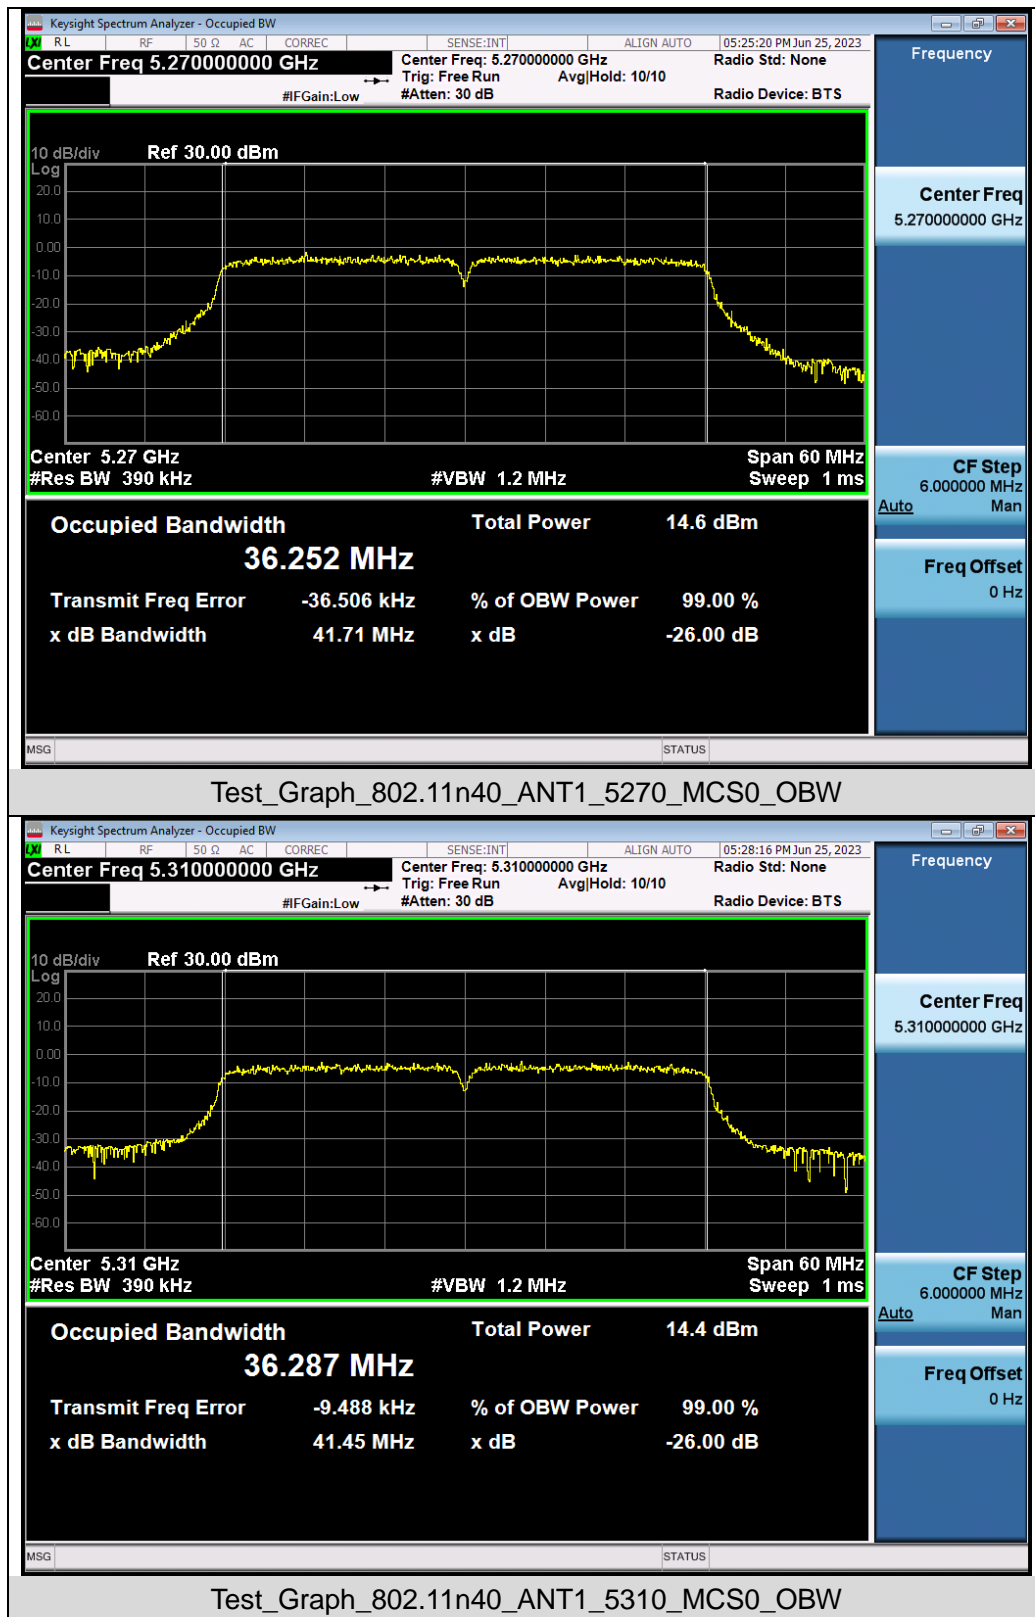 Keysight Spectrum Analyzer - Occupied BW
LXI RL RF 50 Ω AC CORREC SENSE:INT ALIGN AUTO 05:25:20 PM Jun 25, 2023
Center Freq 5.270000000 GHz
Center Freq: 5.270000000 GHz Radio Std: None
Trig: Free Run Avg|Hold: 10/10
#IFGain:Low #Atten: 30 dB Radio Device: BTS
10 dB/div Ref 30.00 dBm
Log
20.0
10.0
0.00
-10.0
-20.0
-30.0
-40.0
-50.0
-60.0
Center 5.27 GHz Span 60 MHz
#Res BW 390 kHz #VBW 1.2 MHz Sweep 1 ms
Occupied Bandwidth Total Power 14.6 dBm
36.252 MHz
Transmit Freq Error -36.506 kHz % of OBW Power 99.00 %
x dB Bandwidth 41.71 MHz x dB -26.00 dB
MSG STATUS
Frequency
Center Freq
5.270000000 GHz
CF Step
6.000000 MHz
Auto Man
Freq Offset
0 Hz
Test_Graph_802.11n40_ANT1_5270_MCS0_OBW
Keysight Spectrum Analyzer - Occupied BW
LXI RL RF 50 Ω AC CORREC SENSE:INT ALIGN AUTO 05:28:16 PM Jun 25, 2023
Center Freq 5.310000000 GHz
Center Freq: 5.310000000 GHz Radio Std: None
Trig: Free Run Avg|Hold: 10/10
#IFGain:Low #Atten: 30 dB Radio Device: BTS
10 dB/div Ref 30.00 dBm
Log
20.0
10.0
0.00
-10.0
-20.0
-30.0
-40.0
-50.0
-60.0
Center 5.31 GHz Span 60 MHz
#Res BW 390 kHz #VBW 1.2 MHz Sweep 1 ms
Occupied Bandwidth Total Power 14.4 dBm
36.287 MHz
Transmit Freq Error -9.488 kHz % of OBW Power 99.00 %
x dB Bandwidth 41.45 MHz x dB -26.00 dB
MSG STATUS
Frequency
Center Freq
5.310000000 GHz
CF Step
6.000000 MHz
Auto Man
Freq Offset
0 Hz
Test_Graph_802.11n40_ANT1_5310_MCS0_OBW